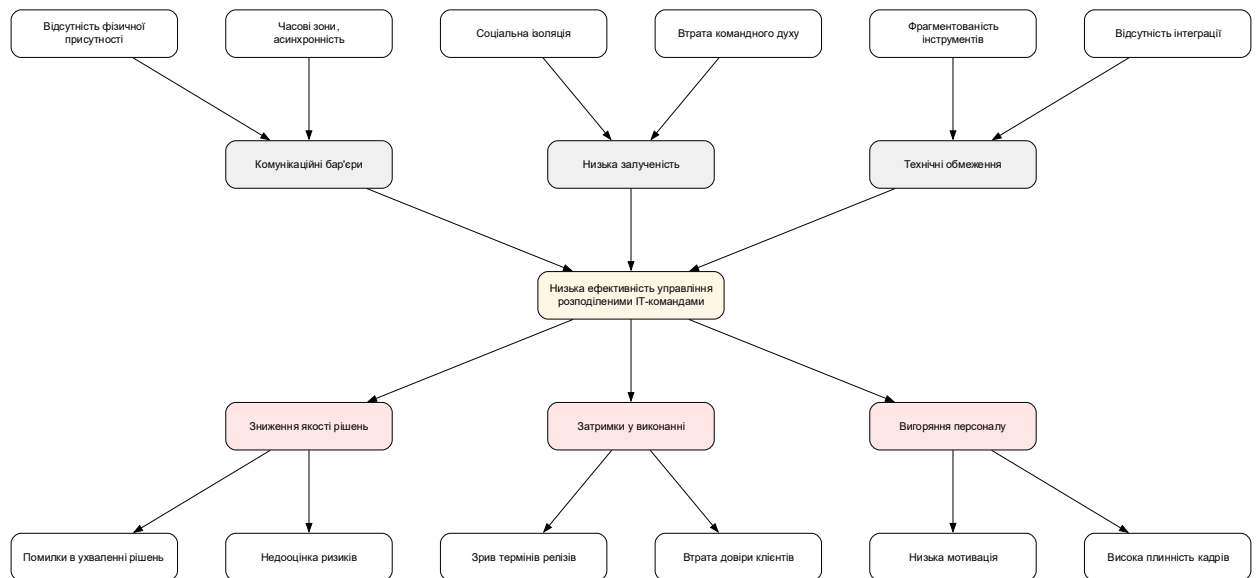 Відсутність фізичної
присутності
Часові зони,
асинхронність
Соціальна ізоляція
Втрата командного духу
Фрагментованість
інструментів
Відсутність інтеграції
Комунікаційні бар'єри
Низька залученість
Технічні обмеження
Низька ефективність управління
розподіленими ІТ-командами
Зниження якості рішень
Затримки у виконанні
Вигоряння персоналу
Помилки в ухваленні рішень
Недооцінка ризиків
Зрив термінів релізів
Втрата довіри клієнтів
Низька мотивація
Висока плинність кадрів